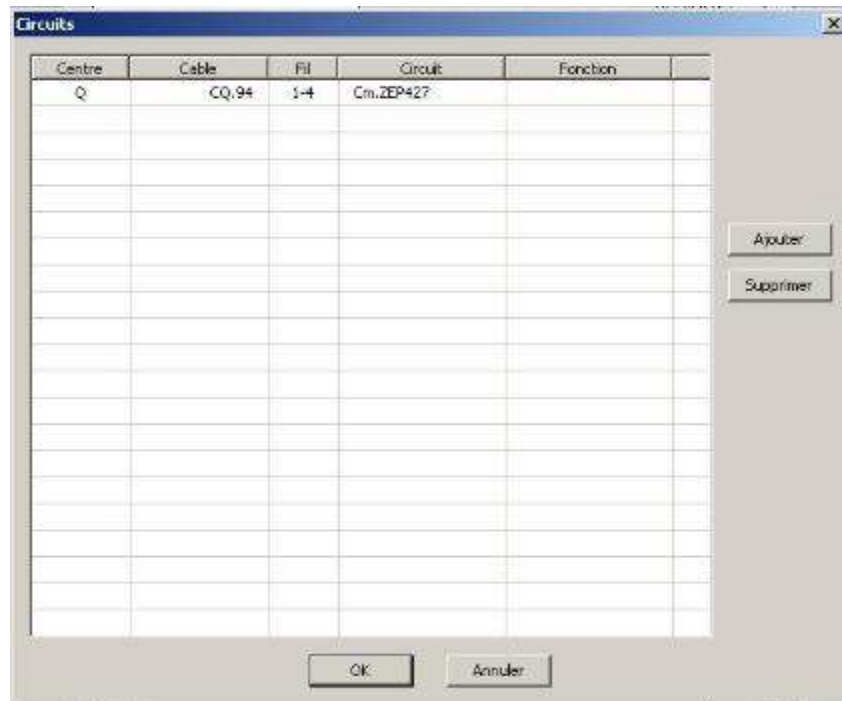 Circuits
Centre Cable Fil Circuit Fonction
Q CQ.94 1-4 Cm.ZEP427
Ajouter
Supprimer
OK Annuler